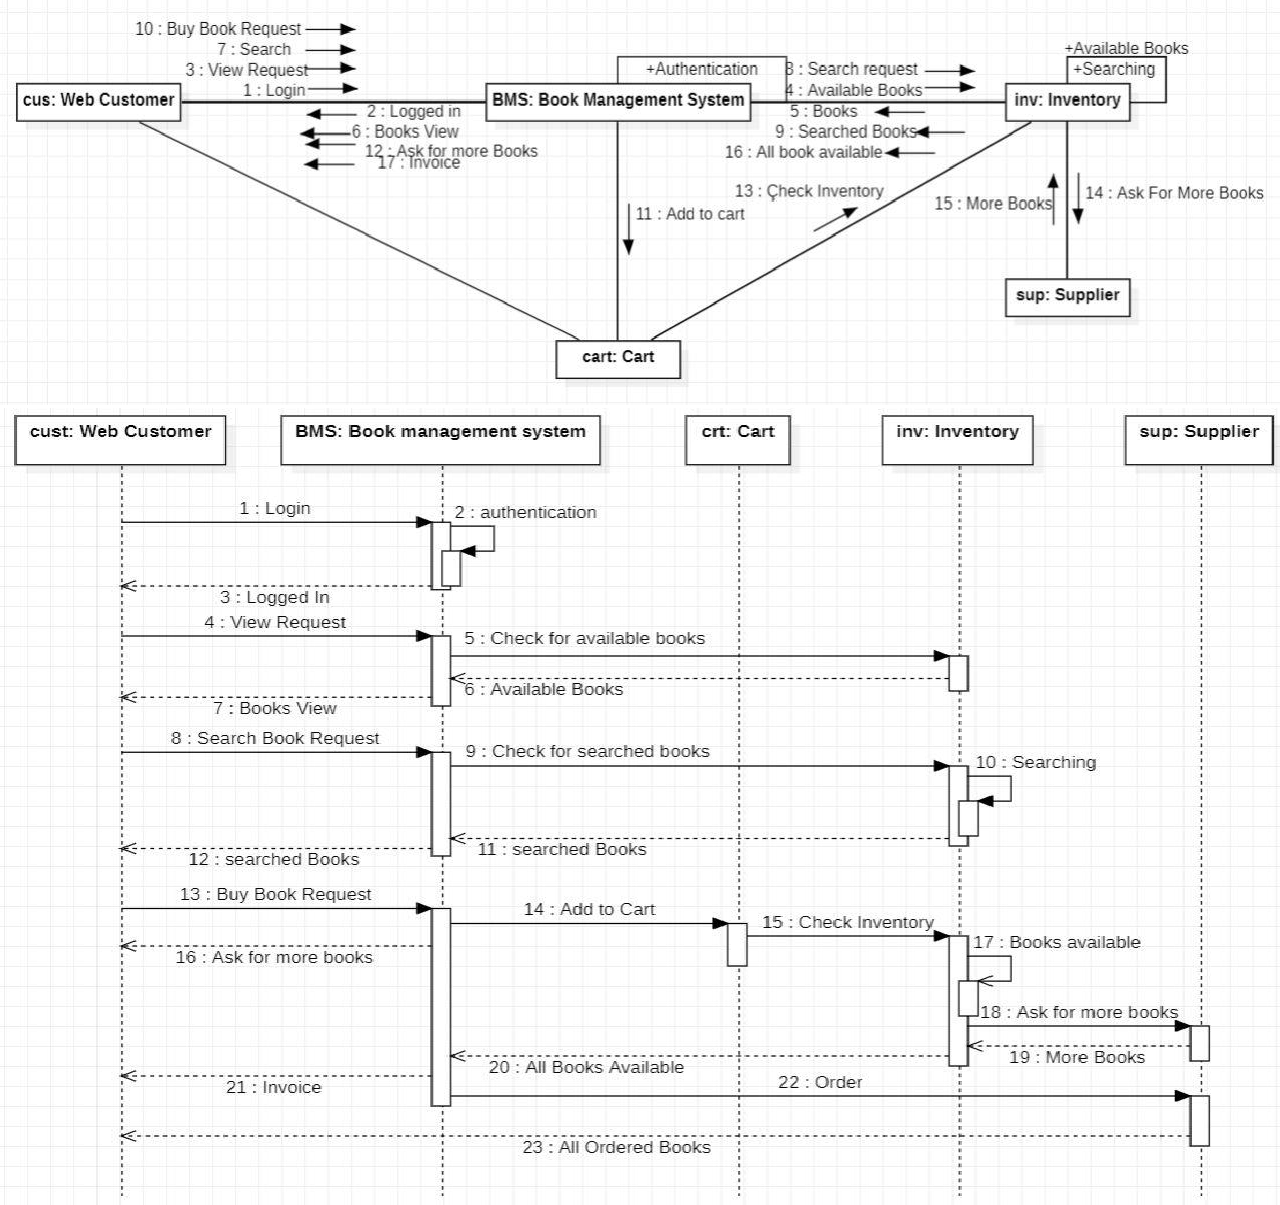 10 : Buy Book Request
7 : Search
3 : View Request
1 : Login
+Available Books
+Authentication
8 : Search request
+Searching
4 : Available Books
cus: Web Customer
BMS: Book Management System
inv: Inventory
2 : Logged in
5 : Books
6 : Books View
9 : Searched Books
12 : Ask for more Books
16 : All book available
17 : Invoice
13 : Check Inventory
14 : Ask For More Books
15 : More Books
11 : Add to cart
sup: Supplier
cart: Cart
cust: Web Customer
BMS: Book management system
crt: Cart
inv: Inventory
sup: Supplier
1 : Login
2 : authentication
3 : Logged In
4 : View Request
5 : Check for available books
6 : Available Books
7 : Books View
8 : Search Book Request
9 : Check for searched books
10 : Searching
11 : searched Books
12 : searched Books
13 : Buy Book Request
14 : Add to Cart
15 : Check Inventory
17 : Books available
16 : Ask for more books
18 : Ask for more books
19 : More Books
20 : All Books Available
21 : Invoice
22 : Order
23 : All Ordered Books